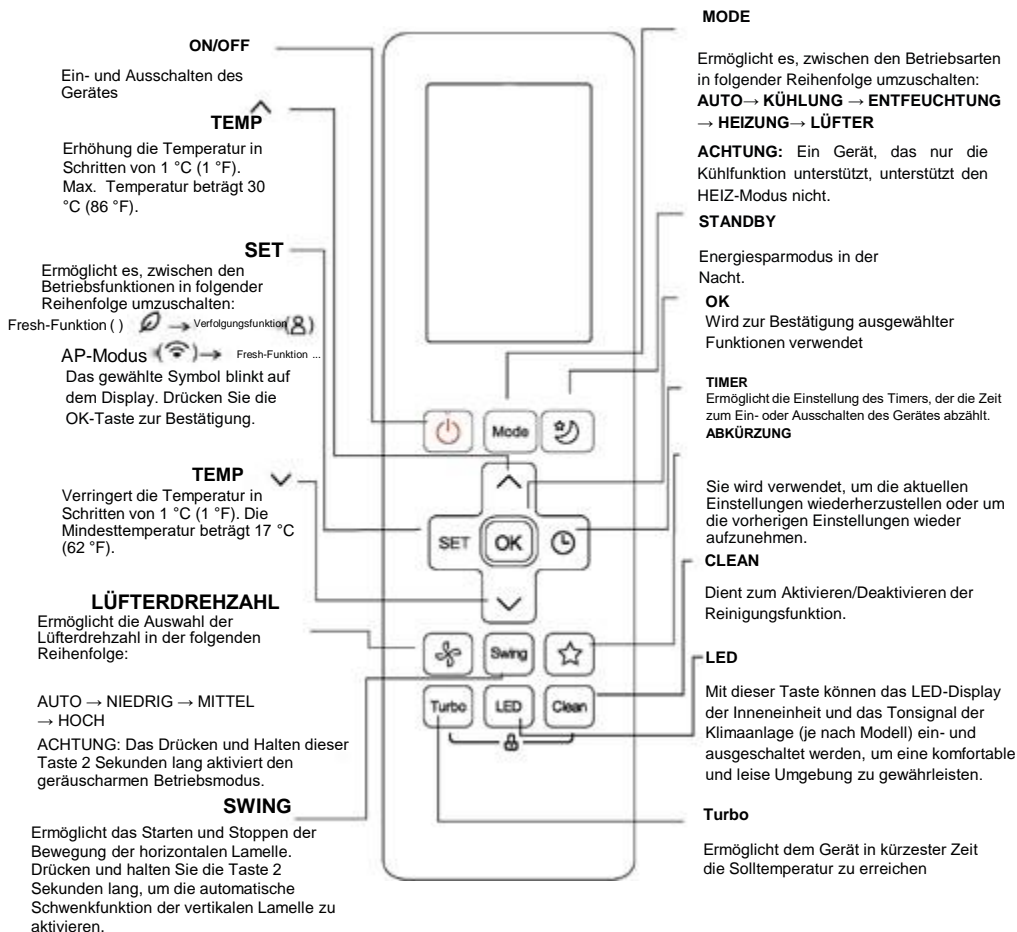 ON/OFF
Ein- und Ausschalten des
Gerätes
TEMP
Erhöhung die Temperatur in
Schritten von 1 °C (1 °F).
Max. Temperatur beträgt 30
°C (86 °F).
SET
Ermöglicht es, zwischen den
Betriebsfunktionen in folgender
Reihenfolge umzuschalten:
Fresh-Funktion ( ) → Verfolgungsfunktion( )
AP-Modus ( )→ Fresh-Funktion ...
Das gewählte Symbol blinkt auf
dem Display. Drücken Sie die
OK-Taste zur Bestätigung.
TEMP
Verringert die Temperatur in
Schritten von 1 °C (1 °F). Die
Mindesttemperatur beträgt 17 °C
(62 °F).
LÜFTERDREHZAHL
Ermöglicht die Auswahl der
Lüfterdrehzahl in der folgenden
Reihenfolge:
AUTO → NIEDRIG → MITTEL
→ HOCH
ACHTUNG: Das Drücken und Halten dieser
Taste 2 Sekunden lang aktiviert den
geräuscharmen Betriebsmodus.
SWING
Ermöglicht das Starten und Stoppen der
Bewegung der horizontalen Lamelle.
Drücken und halten Sie die Taste 2
Sekunden lang, um die automatische
Schwenkfunktion der vertikalen Lamelle zu
aktivieren.
Mode
SET
OK
Swing
Turbo
LED
Clean
MODE
Ermöglicht es, zwischen den Betriebsarten
in folgender Reihenfolge umzuschalten:
AUTO→ KÜHLUNG → ENTFEUCHTUNG
→ HEIZUNG→ LÜFTER
ACHTUNG: Ein Gerät, das nur die
Kühlfunktion unterstützt, unterstützt den
HEIZ-Modus nicht.
STANDBY
Energiesparmodus in der
Nacht.
OK
Wird zur Bestätigung ausgewählter
Funktionen verwendet
TIMER
Ermöglicht die Einstellung des Timers, der die Zeit
zum Ein- oder Ausschalten des Gerätes abzählt.
ABKÜRZUNG
Sie wird verwendet, um die aktuellen
Einstellungen wiederherzustellen oder um
die vorherigen Einstellungen wieder
aufzunehmen.
CLEAN
Dient zum Aktivieren/Deaktivieren der
Reinigungsfunktion.
LED
Mit dieser Taste können das LED-Display
der Inneneinheit und das Tonsignal der
Klimaanlage (je nach Modell) ein- und
ausgeschaltet werden, um eine komfortable
und leise Umgebung zu gewährleisten.
Turbo
Ermöglicht dem Gerät in kürzester Zeit
die Solltemperatur zu erreichen